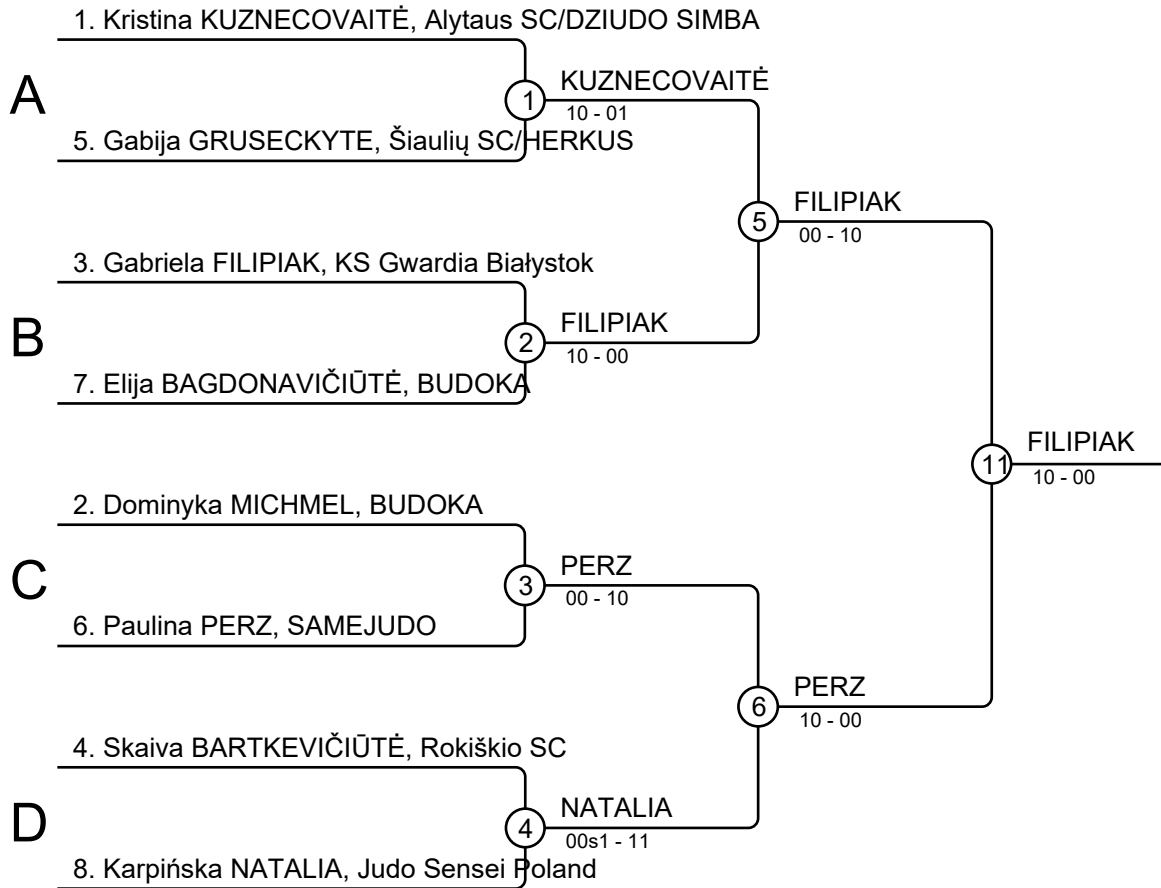 1. Kristina KUZNECOVAITĖ, Alytaus SC/DZIUDO SIMBA
A
1
KUZNECOVAITĖ
10 - 01
5. Gabija GRUSECKYTE, Šiaulių SC/HERKUS
5
FILIPIAK
00 - 10
3. Gabriela FILIPIAK, KS Gwardia Białystok
B
2
FILIPIAK
10 - 00
7. Elija BAGDONAVIČIŪTĖ, BUDOKA
11
FILIPIAK
10 - 00
2. Dominyka MICHMEL, BUDOKA
C
3
PERZ
00 - 10
6. Paulina PERZ, SAMEJUDO
6
PERZ
10 - 00
4. Skaiva BARTKEVIČIŪTĖ, Rokiškio SC
D
4
NATALIA
00s1 - 11
8. Karpińska NATALIA, Judo Sensei Poland